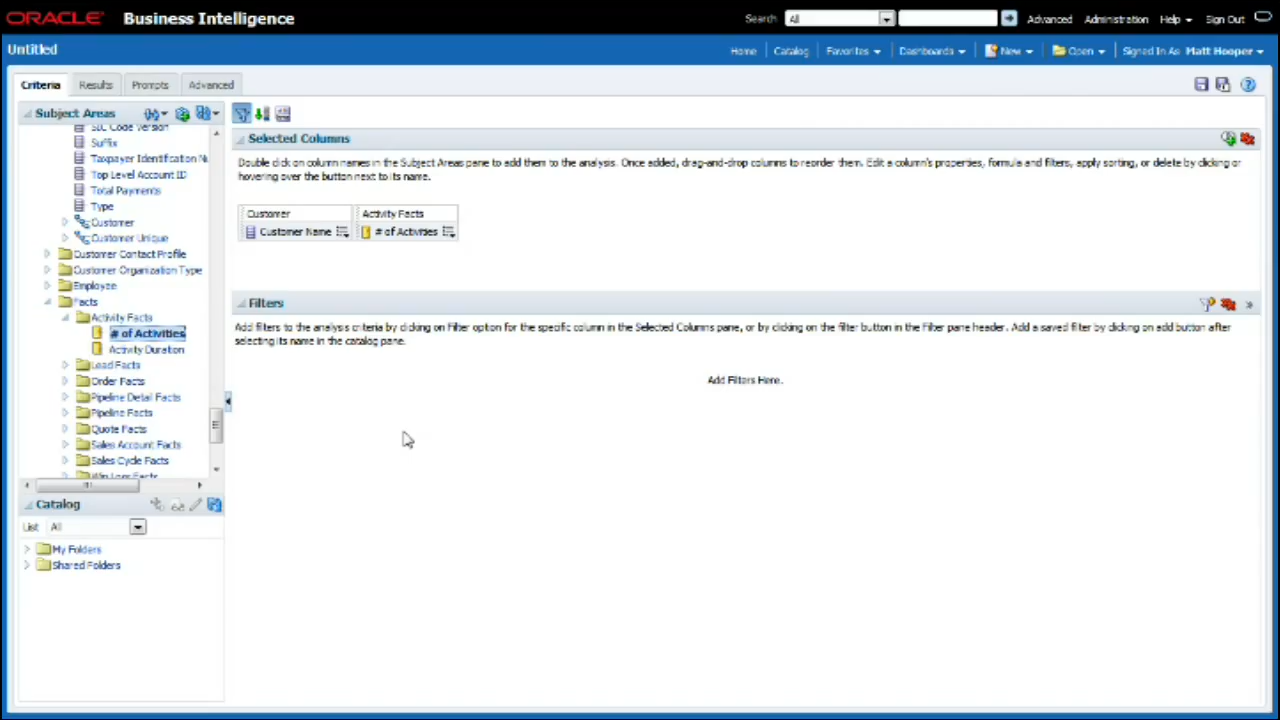 ORACLE Business Intelligence
Search All Advanced Administration Help Sign Out
Untitled
Home Catalog Favorites Dashboards New Open Signed In As Matt Hooper
Criteria Results Prompts Advanced
Subject Areas
SIC Code Version
Suffix
Taxpayer Identification Nu
Top Level Account ID
Total Payments
Type
Customer
Customer Unique
Customer Contact Profile
Customer Organization Type
Employee
Facts
Activity Facts
# of Activities
Activity Duration
Lead Facts
Order Facts
Pipeline Detail Facts
Pipeline Facts
Quote Facts
Sales Account Facts
Sales Cycle Facts
Win Loss Facts
Catalog
List All
My Folders
Shared Folders
Selected Columns
Double click on column names in the Subject Areas pane to add them to the analysis. Once added, drag-and-drop columns to reorder them. Edit a column's properties, formula and filters, apply sorting, or delete by clicking or
hovering over the button next to its name.
Customer Activity Facts
Customer Name # of Activities
Filters
Add filters to the analysis criteria by clicking on Filter option for the specific column in the Selected Columns pane, or by clicking on the filter button in the Filter pane header. Add a saved filter by clicking on add button after
selecting its name in the catalog pane.
Add Filters Here.